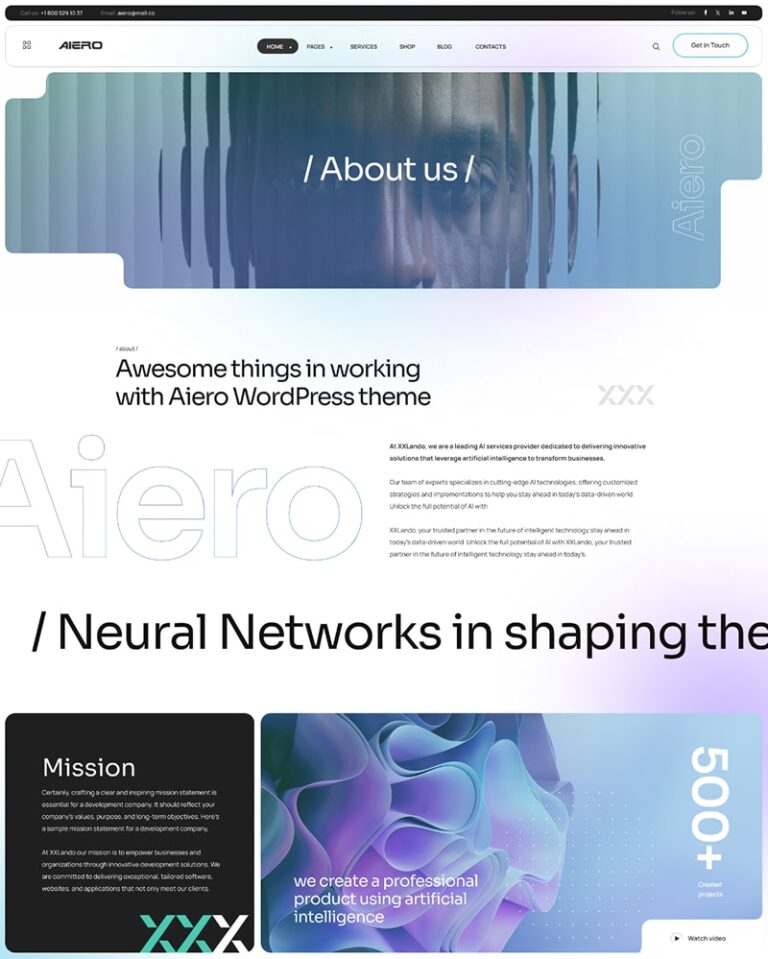 Call us: +1 800 529 10 37 Email: aiero@mail.co Follow us:
AIERO HOME PAGES SERVICES SHOP BLOG CONTACTS Get in Touch
/ About us /
Aiero
/ about /
Awesome things in working
with Aiero WordPress theme
XXX
Aiero
At XXLando, we are a leading AI services provider dedicated to delivering innovative
solutions that leverage artificial intelligence to transform businesses.
Our team of experts specializes in cutting-edge AI technologies, offering customized
strategies and implementations to help you stay ahead in today's data-driven world.
Unlock the full potential of AI with
XXLando, your trusted partner in the future of intelligent technology stay ahead in
today's data-driven world. Unlock the full potential of AI with XXLando, your trusted
partner in the future of intelligent technology stay ahead in today's.
/ Neural Networks in shaping the
Mission
Certainly, crafting a clear and inspiring mission statement is
essential for a development company. It should reflect your
company's values, purpose, and long-term objectives. Here's
a sample mission statement for a development company,
At XXLando our mission is to empower businesses and
organizations through innovative development solutions. We
are committed to delivering exceptional, tailored software,
websites, and applications that not only meet our clients
XXX
we create a professional
product using artificial
intelligence
500+
Created
projects
Watch video